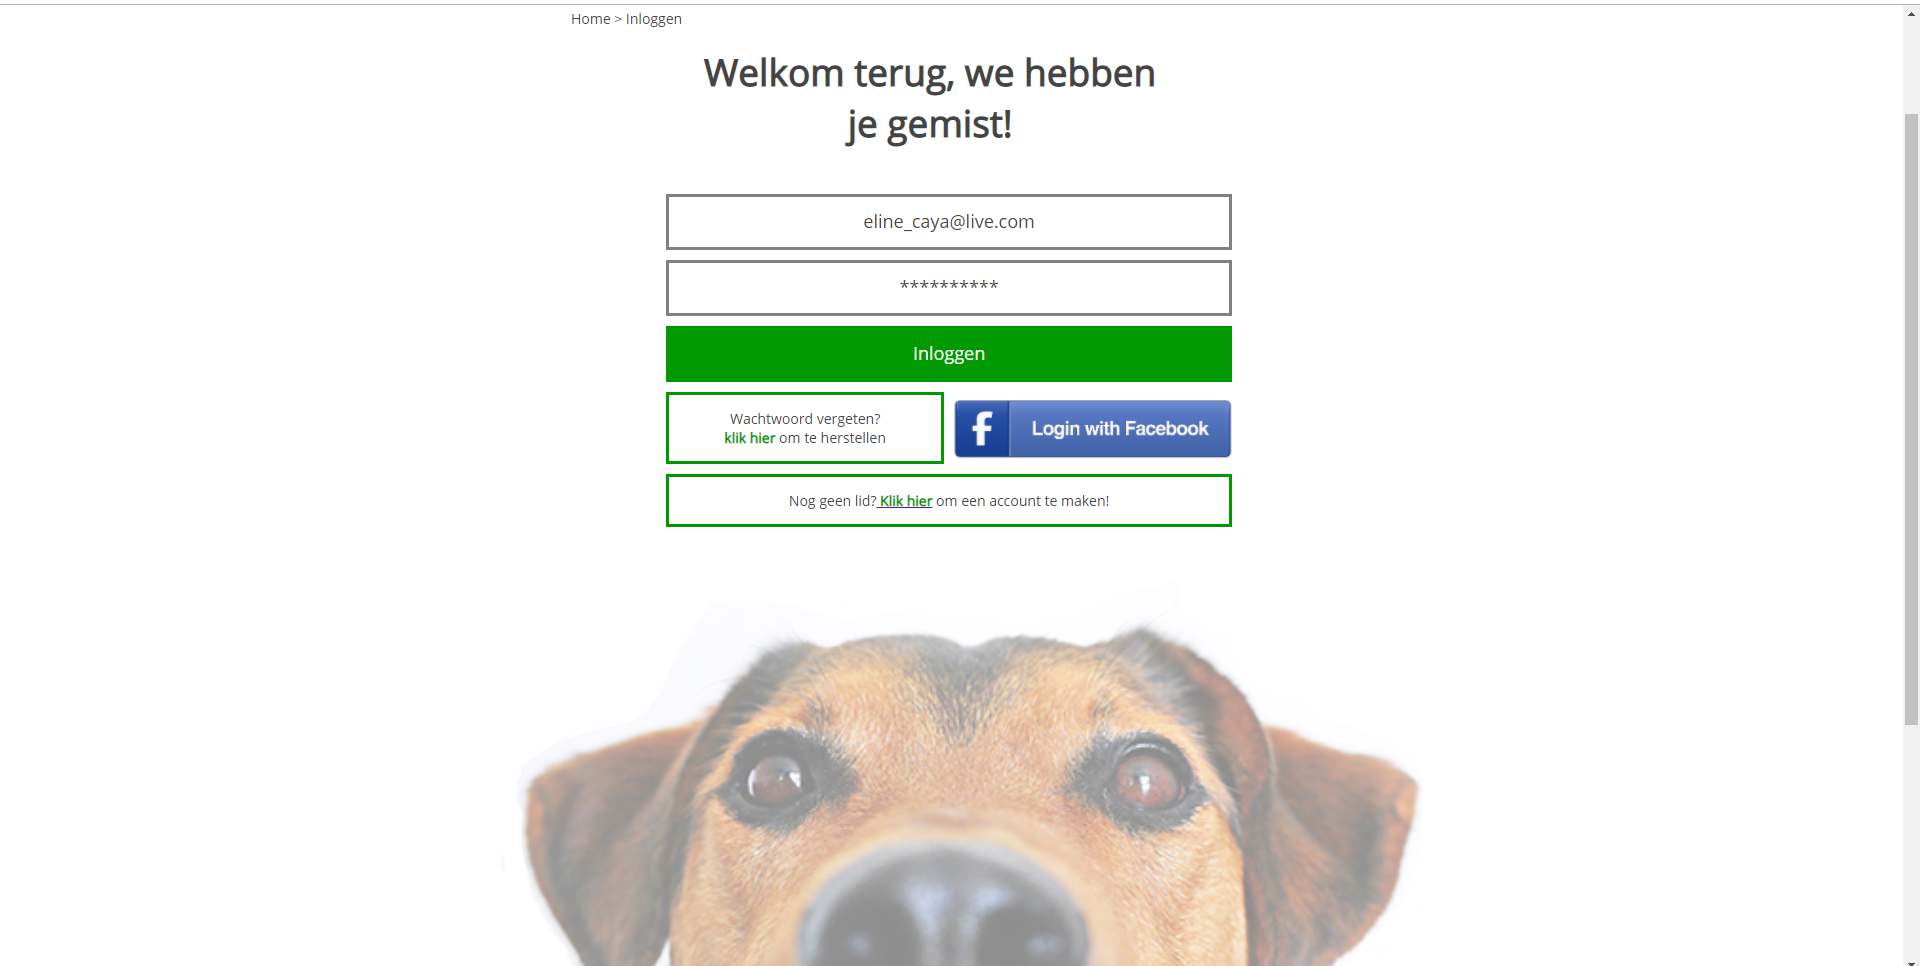 Home > Inloggen
Welkom terug, we hebben
je gemist!
eline_caya@live.com
**********
Inloggen
Wachtwoord vergeten?
klik hier om te herstellen
f Login with Facebook
Nog geen lid? Klik hier om een account te maken!